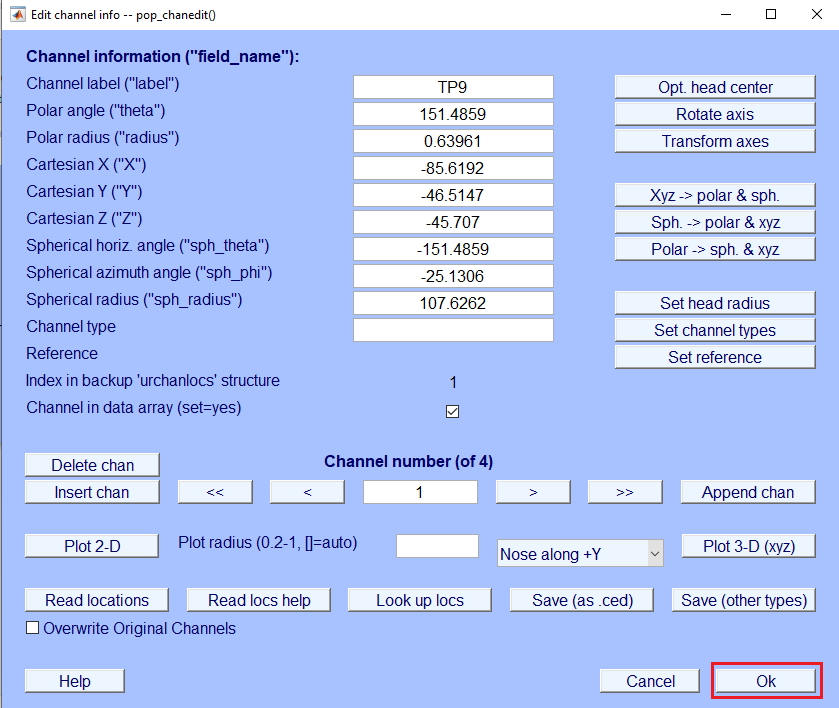 Edit channel info -- pop_chanedit()
Channel information ("field_name"):
Channel label ("label") TP9 Opt. head center
Polar angle ("theta") 151.4859 Rotate axis
Polar radius ("radius") 0.63961 Transform axes
Cartesian X ("X") -85.6192
Cartesian Y ("Y") -46.5147 Xyz -> polar & sph.
Cartesian Z ("Z") -45.707 Sph. -> polar & xyz
Spherical horiz. angle ("sph_theta") -151.4859 Polar -> sph. & xyz
Spherical azimuth angle ("sph_phi") -25.1306
Spherical radius ("sph_radius") 107.6262 Set head radius
Channel type Set channel types
Reference Set reference
Index in backup 'urchanlocs' structure 1
Channel in data array (set=yes)
Delete chan Channel number (of 4)
Insert chan << < 1 > >> Append chan
Plot 2-D Plot radius (0.2-1, []=auto) Nose along +Y Plot 3-D (xyz)
Read locations Read locs help Look up locs Save (as .ced) Save (other types)
Overwrite Original Channels
Help Cancel Ok